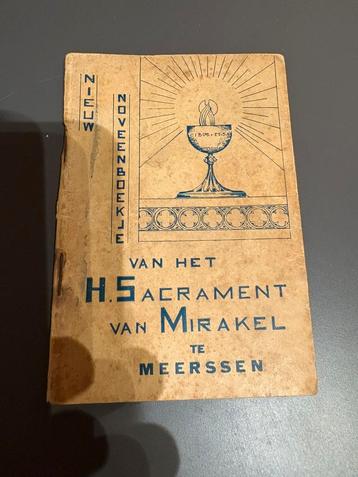 NIEUW
NOVEENBOEKJE
VAN HET
H. SACRAMENT
VAN MIRAKEL
TE
MEERSSEN